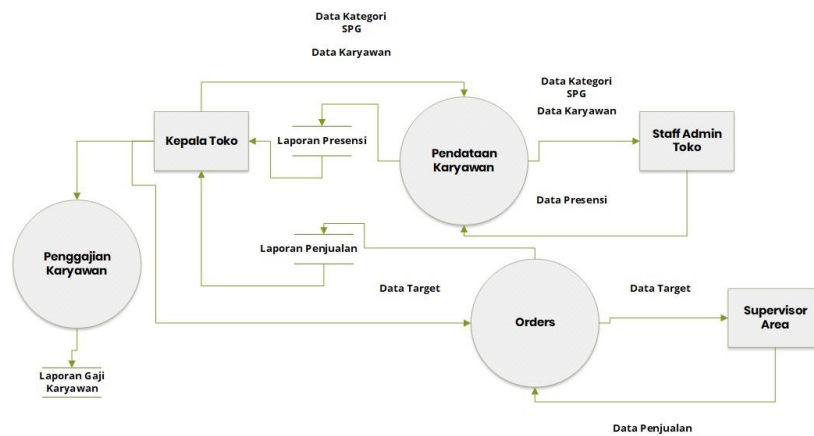 Data Kategori
SPG
Data Karyawan
Data Kategori
SPG
Data Karyawan
Kepala Toko
Laporan Presensi
Pendataan
Karyawan
Staff Admin
Toko
Data Presensi
Penggajian
Karyawan
Laporan Penjualan
Data Target
Data Target
Orders
Supervisor
Area
Laporan Gaji
Karyawan
Data Penjualan